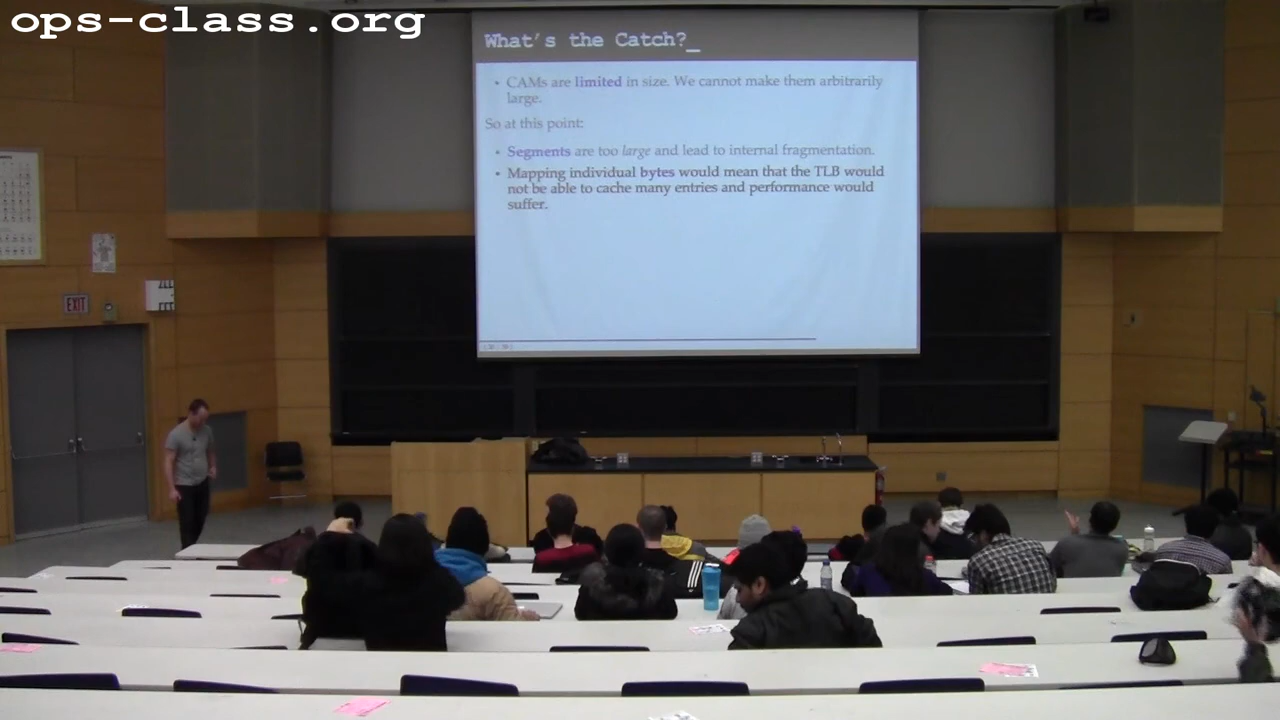 ops-class.org
What's the Catch?_
• CAMs are limited in size. We cannot make them arbitrarily
large.
So at this point:
• Segments are too large and lead to internal fragmentation.
• Mapping individual bytes would mean that the TLB would
not be able to cache many entries and performance would
suffer.
EXIT